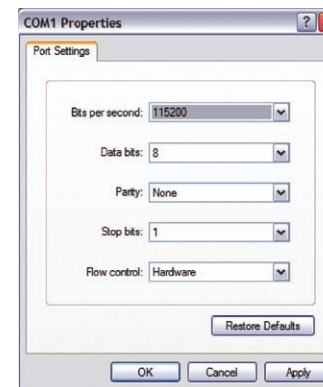 COM1 Properties ?
Port Settings
Bits per second: 115200
Data bits: 8
Parity: None
Stop bits: 1
Flow control: Hardware
Restore Defaults
OK Cancel Apply